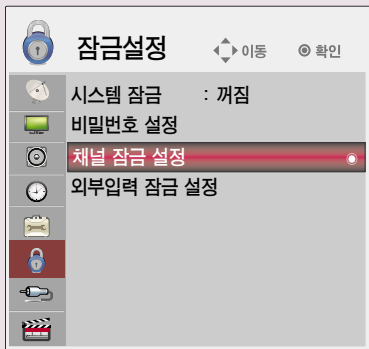 잠금설정 이동 확인
시스템 잠금 : 꺼짐
비밀번호 설정
채널 잠금 설정
외부입력 잠금 설정